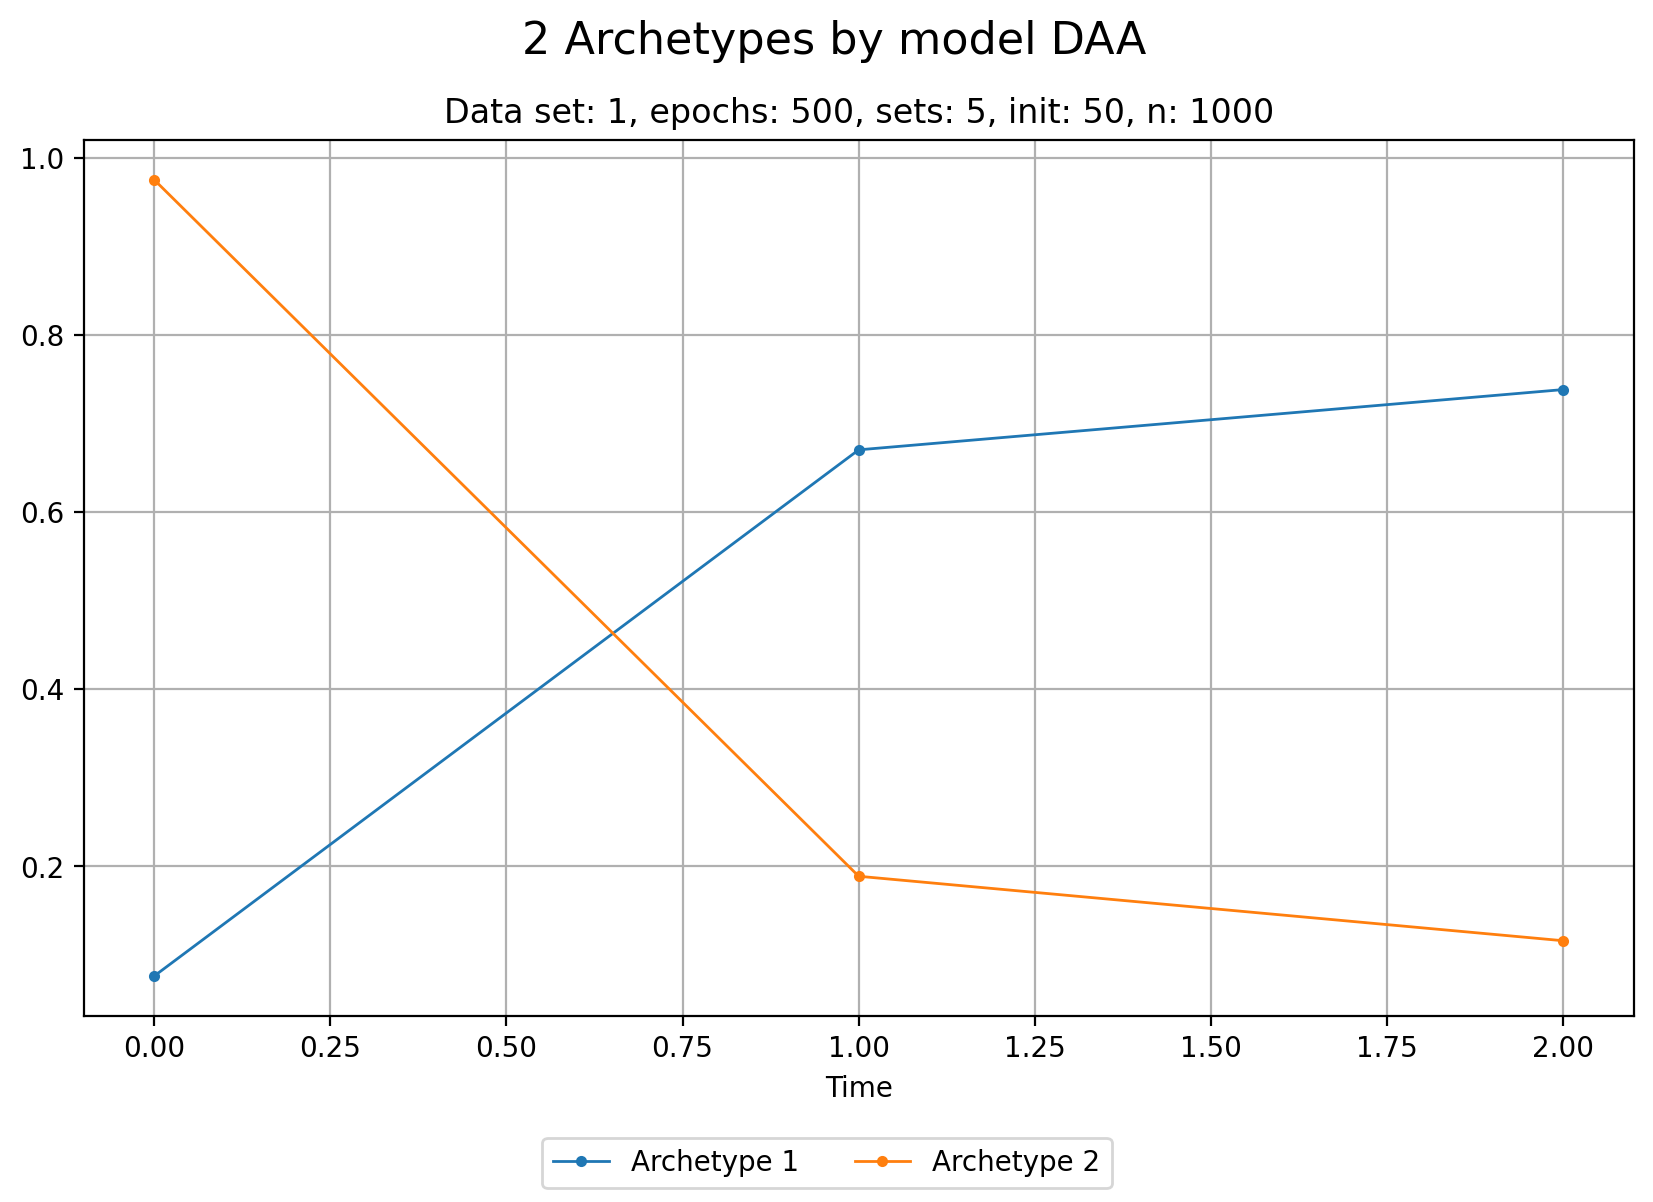 2 Archetypes by model DAA
Data set: 1, epochs: 500, sets: 5, init: 50, n: 1000
1.0
0.8
0.6
0.4
0.2
0.00 0.25 0.50 0.75 1.00 1.25 1.50 1.75 2.00
Time
Archetype 1 Archetype 2